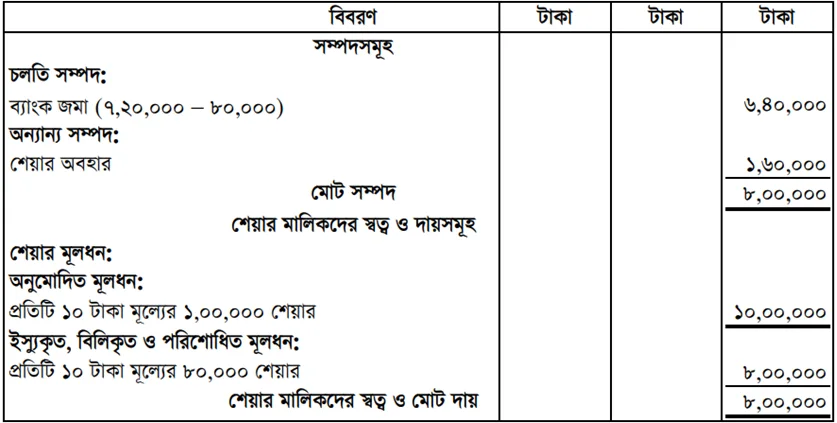 বিবরণ টাকা টাকা টাকা
সম্পদসমূহ
চলতি সম্পদ:
ব্যাংক জমা (৭,২০,০০০ – ৮০,০০০) ৬,৪০,০০০
অন্যান্য সম্পদ:
শেয়ার অবহার ১,৬০,০০০
মোট সম্পদ ৮,০০,০০০
শেয়ার মালিকদের স্বত্ব ও দায়সমূহ
শেয়ার মূলধন:
অনুমোদিত মূলধন:
প্রতিটি ১০ টাকা মূল্যের ১,০০,০০০ শেয়ার ১০,০০,০০০
ইস্যুকৃত, বিলিকৃত ও পরিশোধিত মূলধন:
প্রতিটি ১০ টাকা মূল্যের ৮০,০০০ শেয়ার ৮,০০,০০০
শেয়ার মালিকদের স্বত্ব ও মোট দায় ৮,০০,০০০